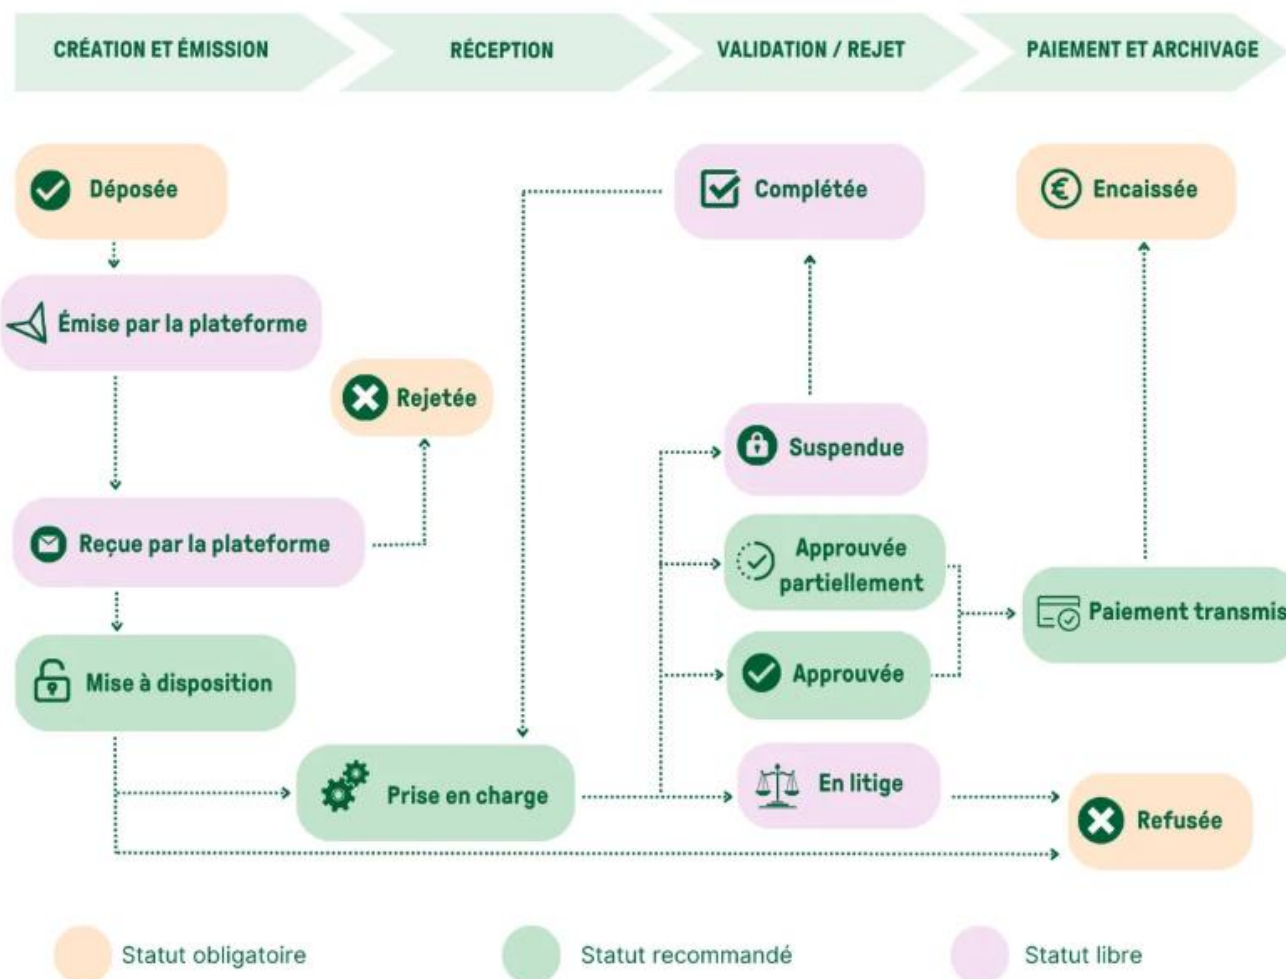 CRÉATION ET ÉMISSION
RÉCEPTION
VALIDATION / REJET
PAIEMENT ET ARCHIVAGE
Déposée
Complétée
Encaissée
Émise par la plateforme
Rejetée
Suspendue
Reçue par la plateforme
Approuvée
partiellement
Paiement transmis
Mise à disposition
Approuvée
Prise en charge
En litige
Refusée
Statut obligatoire
Statut recommandé
Statut libre